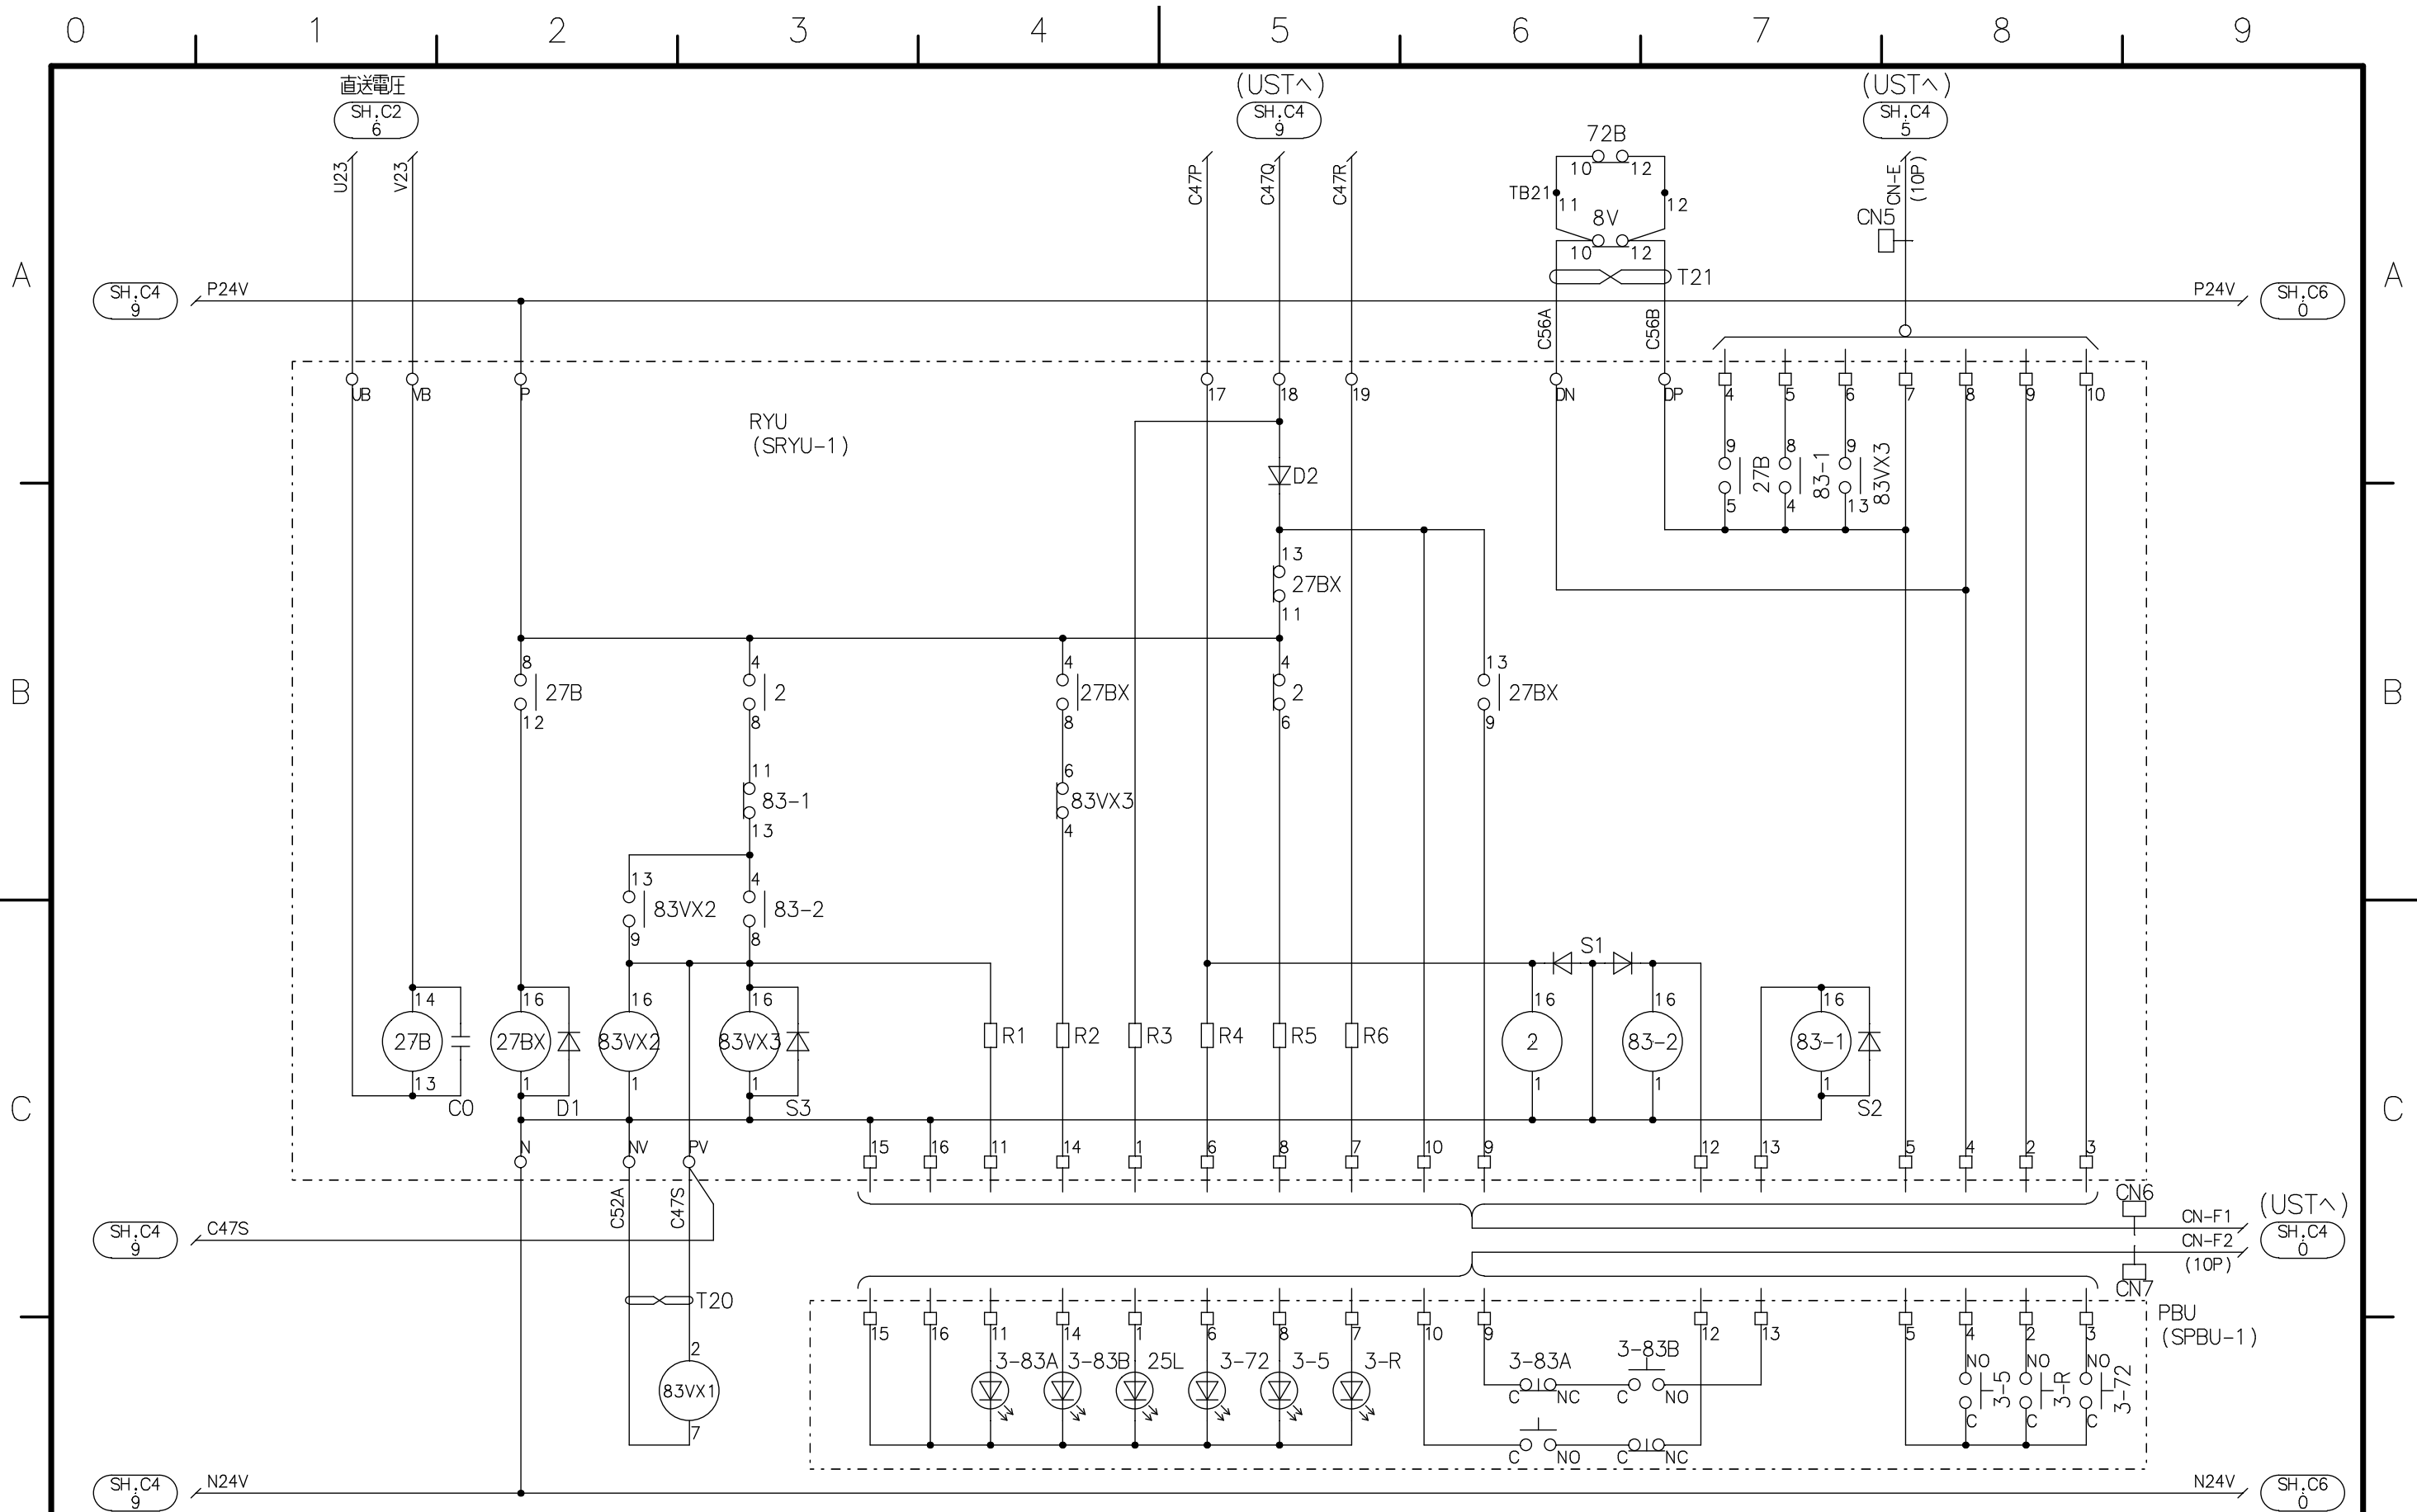 0 1 2 3 4 5 6 7 8 9
直送電圧
SH.C2
6
(USTへ)
SH.C4
9
(USTへ)
SH.C4
5
U23
V23
C47P
C47Q
C47R
72B
10 12
TB21
11
12
8V
10 12
T21
CN-E
(10P)
CN5
A
A
SH.C4
9
P24V
P24V
SH.C6
0
C56A
C56B
UB
VB
P
17
18
19
DN
DP
4
5
6
7
8
9
10
RYU
(SRYU-1)
D2
9
27B
5
8
83-1
4
9
83VX3
13
13
27BX
11
B
B
8
27B
12
4
2
8
4
27BX
8
4
2
6
13
27BX
9
11
83-1
13
6
83VX3
4
13
83VX2
9
4
83-2
8
S1
14
27B
13
C0
16
27BX
1
D1
16
83VX2
1
16
83VX3
1
S3
R1
R2
R3
R4
R5
R6
16
2
1
16
83-2
1
16
83-1
1
S2
C
C
N
NV
PV
15
16
11
14
1
6
8
7
10
9
12
13
5
4
2
3
C52A
C47S
CN6
(USTへ)
SH.C4
9
C47S
CN-F1
CN-F2
(10P)
SH.C4
0
CN7
T20
PBU
(SPBU-1)
15
16
11
14
1
6
8
7
10
9
12
13
5
4
2
3
2
83VX1
7
3-83A
3-83B
25L
3-72
3-5
3-R
3-83A
C NC
3-83B
C NO
C NO
C NC
NO
3-5
C
NO
3-R
C
NO
3-72
C
SH.C4
9
N24V
N24V
SH.C6
0